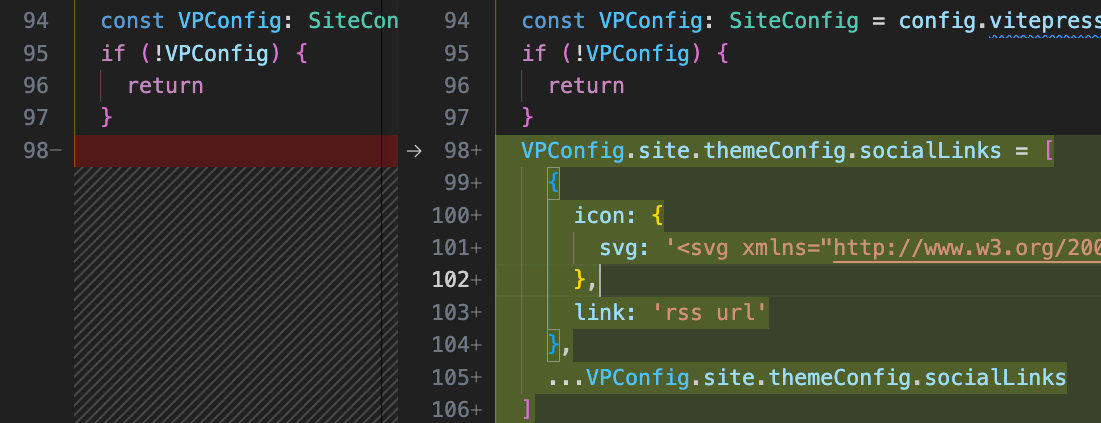 94 const VPConfig: SiteCon
95 if (!VPConfig) {
96 return
97 }
98−
94 const VPConfig: SiteConfig = config.vitepress
95 if (!VPConfig) {
96 return
97 }
→ 98+ VPConfig.site.themeConfig.socialLinks = [
99+ {
100+ icon: {
101+ svg: '<svg xmlns="http://www.w3.org/200
102+ },
103+ link: 'rss url'
104+ },
105+ ...VPConfig.site.themeConfig.socialLinks
106+ ]